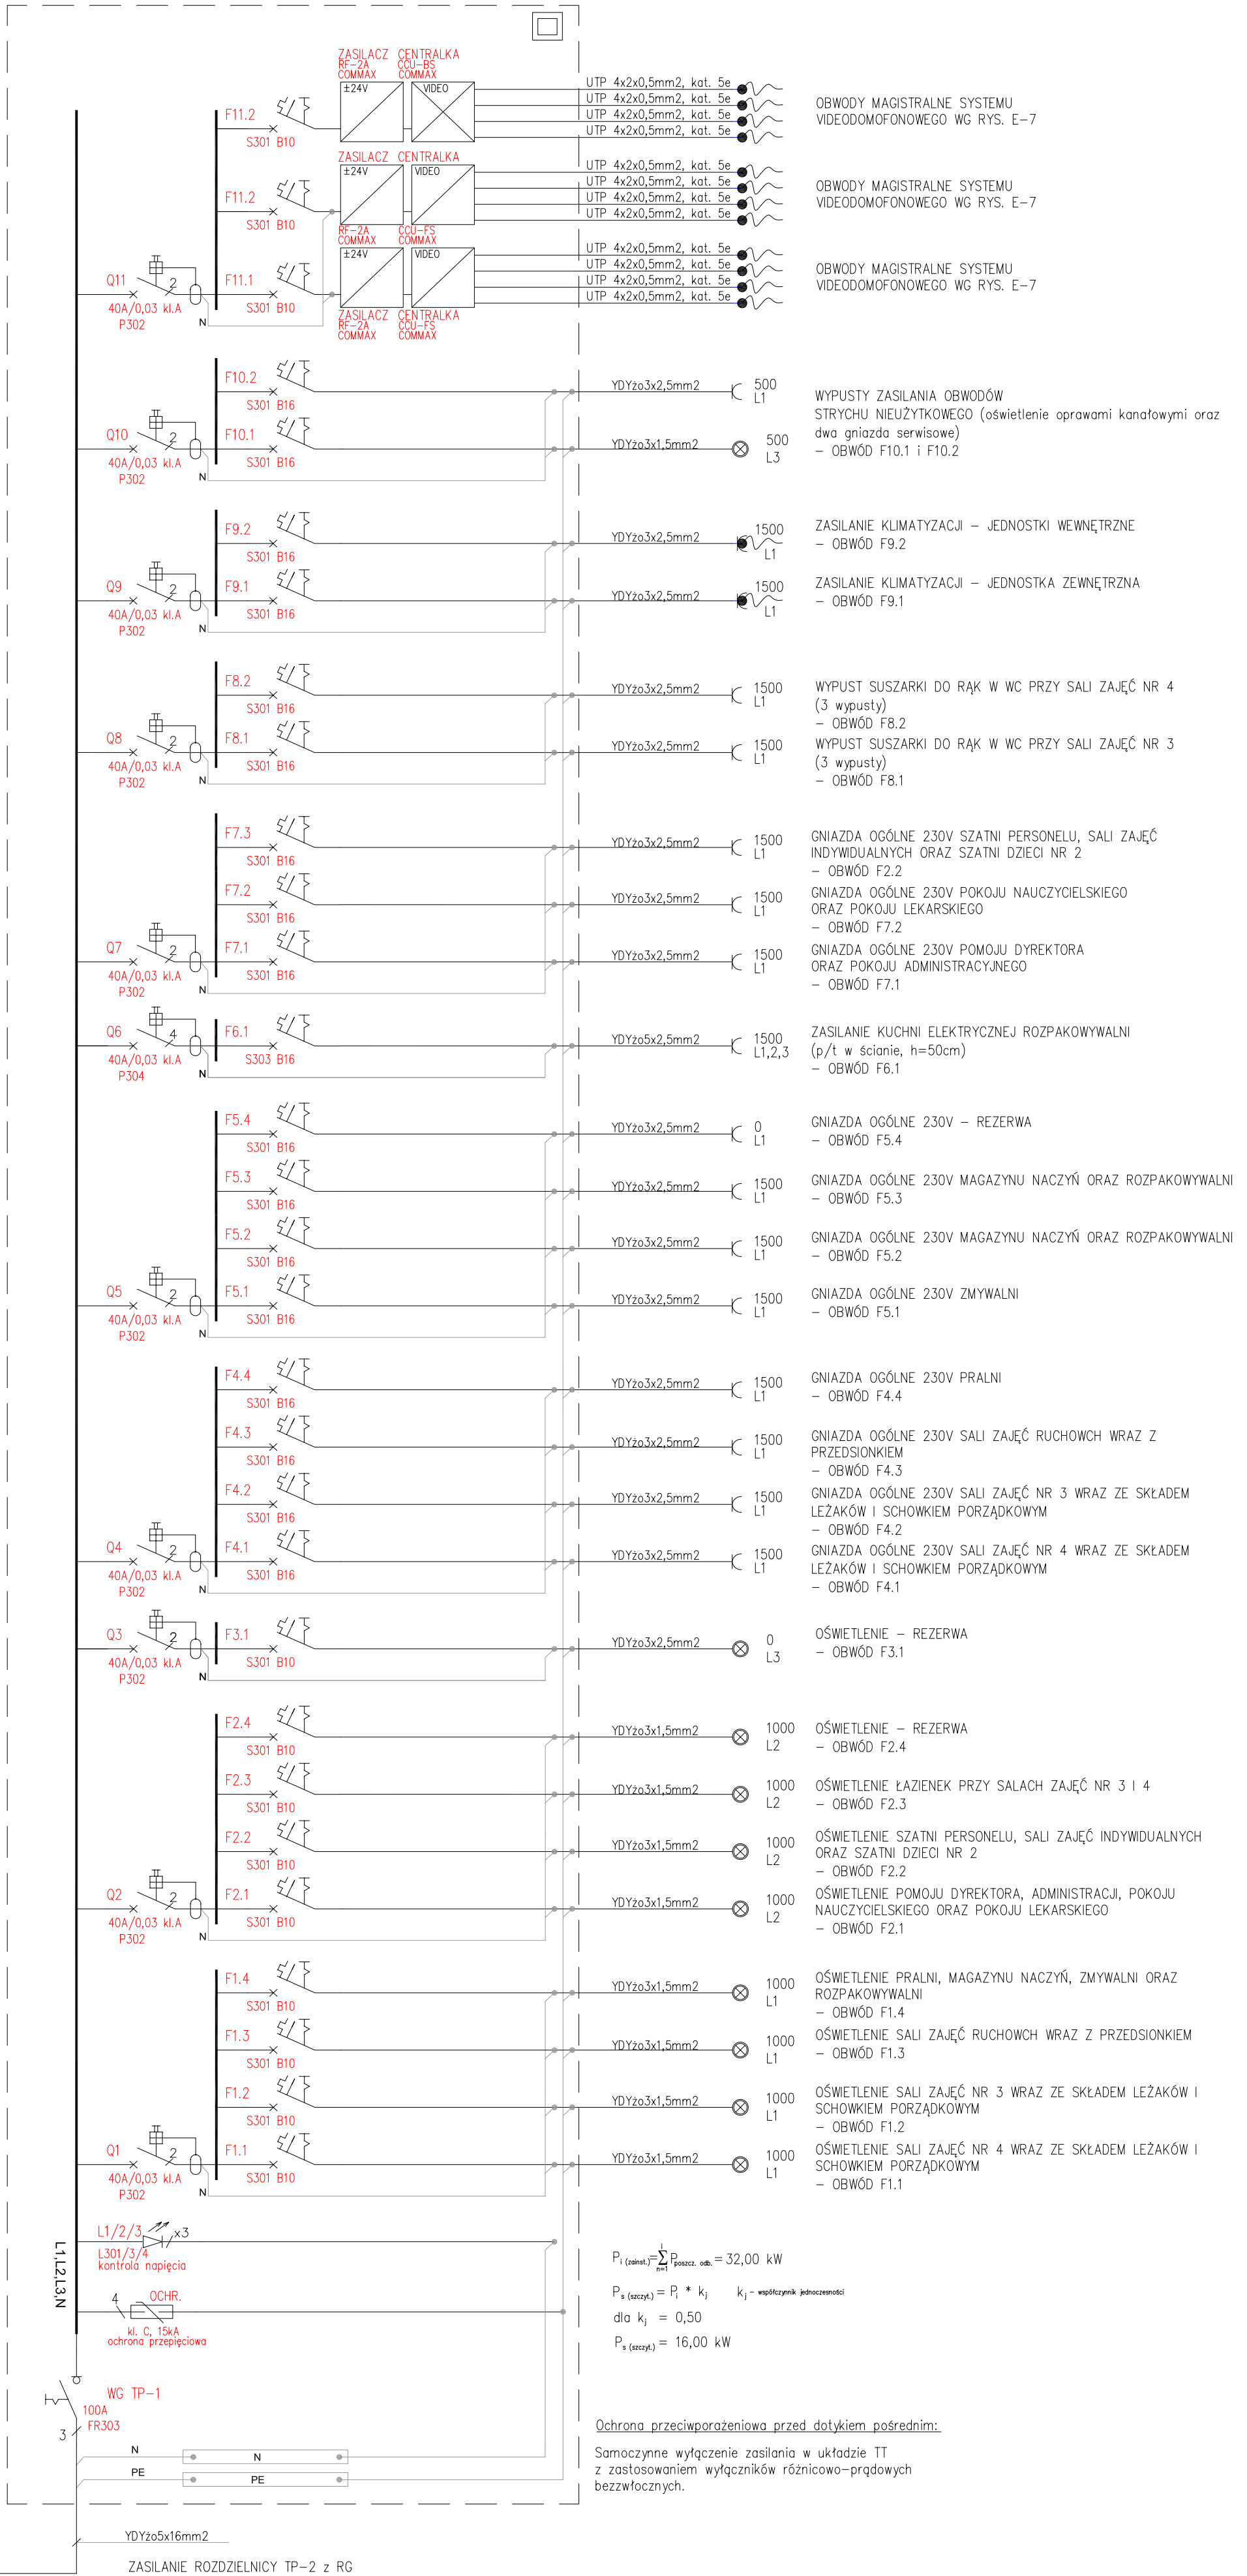 ZASILACZ CENTRALKA
RF-2A CCU-BS
COMMAX COMMAX
±24V VIDEO
F11.2
S301 B10
UTP 4x2x0,5mm2, kat. 5e
UTP 4x2x0,5mm2, kat. 5e
UTP 4x2x0,5mm2, kat. 5e
UTP 4x2x0,5mm2, kat. 5e
OBWODY MAGISTRALNE SYSTEMU
VIDEODOMOFONOWEGO WG RYS. E-7
ZASILACZ CENTRALKA
±24V VIDEO
F11.2
S301 B10
RF-2A CCU-FS
COMMAX COMMAX
UTP 4x2x0,5mm2, kat. 5e
UTP 4x2x0,5mm2, kat. 5e
UTP 4x2x0,5mm2, kat. 5e
UTP 4x2x0,5mm2, kat. 5e
OBWODY MAGISTRALNE SYSTEMU
VIDEODOMOFONOWEGO WG RYS. E-7
±24V VIDEO
Q11
2
40A/0,03 kl.A
P302
N
F11.1
S301 B10
ZASILACZ CENTRALKA
RF-2A CCU-FS
COMMAX COMMAX
UTP 4x2x0,5mm2, kat. 5e
UTP 4x2x0,5mm2, kat. 5e
UTP 4x2x0,5mm2, kat. 5e
UTP 4x2x0,5mm2, kat. 5e
OBWODY MAGISTRALNE SYSTEMU
VIDEODOMOFONOWEGO WG RYS. E-7
F10.2
S301 B16
YDYżo3x2,5mm2
500
L1
Q10
2
40A/0,03 kl.A
P302
N
F10.1
S301 B16
YDYżo3x1,5mm2
500
L3
WYPUSTY ZASILANIA OBWODÓW
STRYCHU NIEUŻYTKOWEGO (oświetlenie oprawami kanałowymi oraz
dwa gniazda serwisowe)
- OBWÓD F10.1 i F10.2
F9.2
S301 B16
YDYżo3x2,5mm2
1500
L1
ZASILANIE KLIMATYZACJI - JEDNOSTKI WEWNĘTRZNE
- OBWÓD F9.2
Q9
2
40A/0,03 kl.A
P302
N
F9.1
S301 B16
YDYżo3x2,5mm2
1500
L1
ZASILANIE KLIMATYZACJI - JEDNOSTKA ZEWNĘTRZNA
- OBWÓD F9.1
F8.2
S301 B16
YDYżo3x2,5mm2
1500
L1
WYPUST SUSZARKI DO RĄK W WC PRZY SALI ZAJĘĆ NR 4
(3 wypusty)
- OBWÓD F8.2
Q8
2
40A/0,03 kl.A
P302
N
F8.1
S301 B16
YDYżo3x2,5mm2
1500
L1
WYPUST SUSZARKI DO RĄK W WC PRZY SALI ZAJĘĆ NR 3
(3 wypusty)
- OBWÓD F8.1
F7.3
S301 B16
YDYżo3x2,5mm2
1500
L1
GNIAZDA OGÓLNE 230V SZATNI PERSONELU, SALI ZAJĘĆ
INDYWIDUALNYCH ORAZ SZATNI DZIECI NR 2
- OBWÓD F2.2
F7.2
S301 B16
YDYżo3x2,5mm2
1500
L1
GNIAZDA OGÓLNE 230V POKOJU NAUCZYCIELSKIEGO
ORAZ POKOJU LEKARSKIEGO
- OBWÓD F7.2
Q7
2
40A/0,03 kl.A
P302
N
F7.1
S301 B16
YDYżo3x2,5mm2
1500
L1
GNIAZDA OGÓLNE 230V POMOJU DYREKTORA
ORAZ POKOJU ADMINISTRACYJNEGO
- OBWÓD F7.1
Q6
4
40A/0,03 kl.A
P304
N
F6.1
S303 B16
YDYżo5x2,5mm2
1500
L1,2,3
ZASILANIE KUCHNI ELEKTRYCZNEJ ROZPAKOWYWALNI
(p/t w ścianie, h=50cm)
- OBWÓD F6.1
F5.4
S301 B16
YDYżo3x2,5mm2
0
L1
GNIAZDA OGÓLNE 230V - REZERWA
- OBWÓD F5.4
F5.3
S301 B16
YDYżo3x2,5mm2
1500
L1
GNIAZDA OGÓLNE 230V MAGAZYNU NACZYŃ ORAZ ROZPAKOWYWALNI
- OBWÓD F5.3
F5.2
S301 B16
YDYżo3x2,5mm2
1500
L1
GNIAZDA OGÓLNE 230V MAGAZYNU NACZYŃ ORAZ ROZPAKOWYWALNI
- OBWÓD F5.2
Q5
2
40A/0,03 kl.A
P302
N
F5.1
S301 B16
YDYżo3x2,5mm2
1500
L1
GNIAZDA OGÓLNE 230V ZMYWALNI
- OBWÓD F5.1
F4.4
S301 B16
YDYżo3x2,5mm2
1500
L1
GNIAZDA OGÓLNE 230V PRALNI
- OBWÓD F4.4
F4.3
S301 B16
YDYżo3x2,5mm2
1500
L1
GNIAZDA OGÓLNE 230V SALI ZAJĘĆ RUCHOWCH WRAZ Z
PRZEDSIONKIEM
- OBWÓD F4.3
F4.2
S301 B16
YDYżo3x2,5mm2
1500
L1
GNIAZDA OGÓLNE 230V SALI ZAJĘĆ NR 3 WRAZ ZE SKŁADEM
LEŻAKÓW I SCHOWKIEM PORZĄDKOWYM
- OBWÓD F4.2
Q4
2
40A/0,03 kl.A
P302
N
F4.1
S301 B16
YDYżo3x2,5mm2
1500
L1
GNIAZDA OGÓLNE 230V SALI ZAJĘĆ NR 4 WRAZ ZE SKŁADEM
LEŻAKÓW I SCHOWKIEM PORZĄDKOWYM
- OBWÓD F4.1
Q3
2
40A/0,03 kl.A
P302
N
F3.1
S301 B10
YDYżo3x2,5mm2
0
L3
OŚWIETLENIE - REZERWA
- OBWÓD F3.1
F2.4
S301 B10
YDYżo3x1,5mm2
1000
L2
OŚWIETLENIE - REZERWA
- OBWÓD F2.4
F2.3
S301 B10
YDYżo3x1,5mm2
1000
L2
OŚWIETLENIE ŁAZIENEK PRZY SALACH ZAJĘĆ NR 3 I 4
- OBWÓD F2.3
F2.2
S301 B10
YDYżo3x1,5mm2
1000
L2
OŚWIETLENIE SZATNI PERSONELU, SALI ZAJĘĆ INDYWIDUALNYCH
ORAZ SZATNI DZIECI NR 2
- OBWÓD F2.2
Q2
2
40A/0,03 kl.A
P302
N
F2.1
S301 B10
YDYżo3x1,5mm2
1000
L2
OŚWIETLENIE POMOJU DYREKTORA, ADMINISTRACJI, POKOJU
NAUCZYCIELSKIEGO ORAZ POKOJU LEKARSKIEGO
- OBWÓD F2.1
F1.4
S301 B10
YDYżo3x1,5mm2
1000
L1
OŚWIETLENIE PRALNI, MAGAZYNU NACZYŃ, ZMYWALNI ORAZ
ROZPAKOWYWALNI
- OBWÓD F1.4
F1.3
S301 B10
YDYżo3x1,5mm2
1000
L1
OŚWIETLENIE SALI ZAJĘĆ RUCHOWCH WRAZ Z PRZEDSIONKIEM
- OBWÓD F1.3
F1.2
S301 B10
YDYżo3x1,5mm2
1000
L1
OŚWIETLENIE SALI ZAJĘĆ NR 3 WRAZ ZE SKŁADEM LEŻAKÓW I
SCHOWKIEM PORZĄDKOWYM
- OBWÓD F1.2
Q1
2
40A/0,03 kl.A
P302
N
F1.1
S301 B10
YDYżo3x1,5mm2
1000
L1
OŚWIETLENIE SALI ZAJĘĆ NR 4 WRAZ ZE SKŁADEM LEŻAKÓW I
SCHOWKIEM PORZĄDKOWYM
- OBWÓD F1.1
L1/2/3 x3
L301/3/4
kontrola napięcia
L1,L2,L3,N
4 OCHR.
kl. C, 15kA
ochrona przepięciowa
P i (zainst.) = i ∑ n=1 P poszcz. odb. = 32,00 kW
P s (szczyt.) = P i * k j k j - współczynnik jednoczesności
dla k j = 0,50
P s (szczyt.) = 16,00 kW
WG TP-1
100A
FR303
3
N N
PE PE
Ochrona przeciwporażeniowa przed dotykiem pośrednim:
Samoczynne wyłączenie zasilania w układzie TT
z zastosowaniem wyłączników różnicowo-prądowych
bezzwłocznych.
YDYżo5x16mm2
ZASILANIE ROZDZIELNICY TP-2 z RG